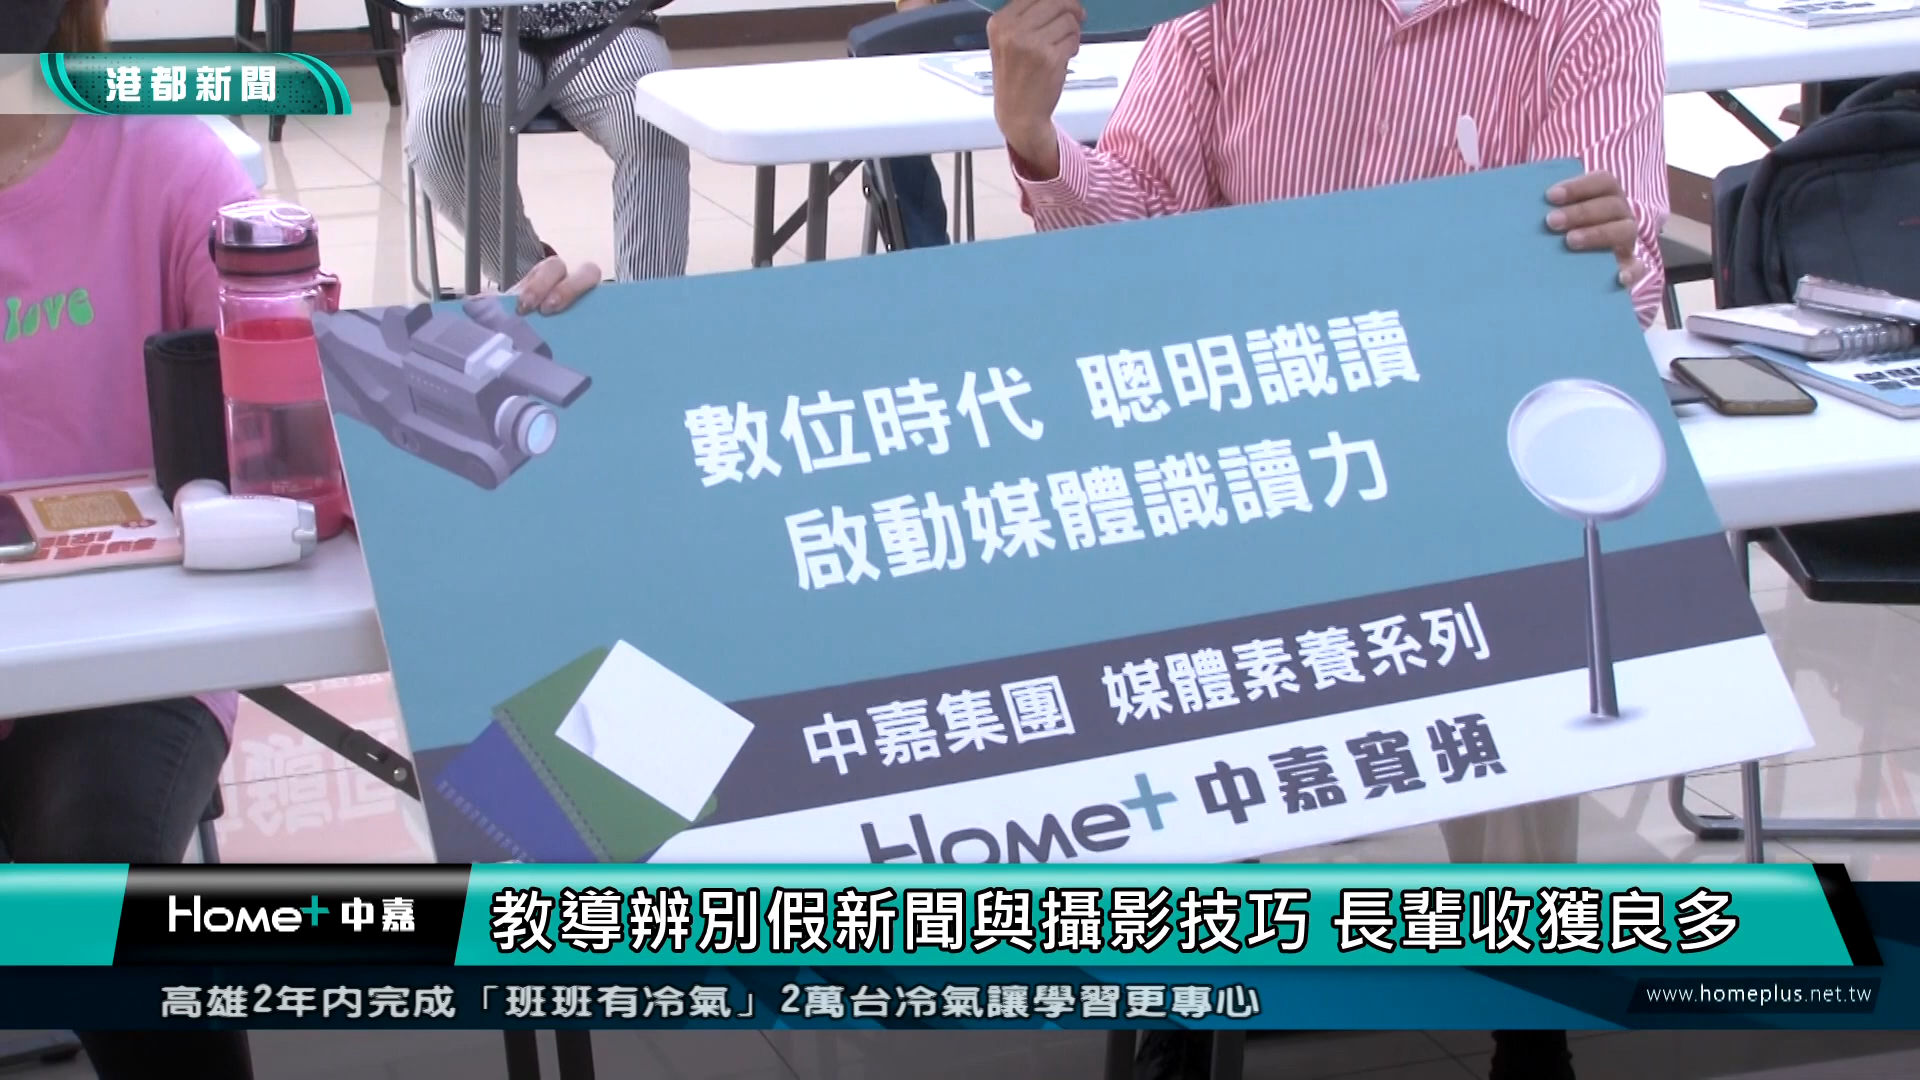 港都新聞
love
數位時代 聰明識讀
啟動媒體識讀力
中嘉集團 媒體素養系列
Home+ 中嘉寬頻
Home+ 中嘉
教導辨別假新聞與攝影技巧 長輩收獲良多
高雄2年內完成「班班有冷氣」2萬台冷氣讓學習更專心
www.homeplus.net.tw